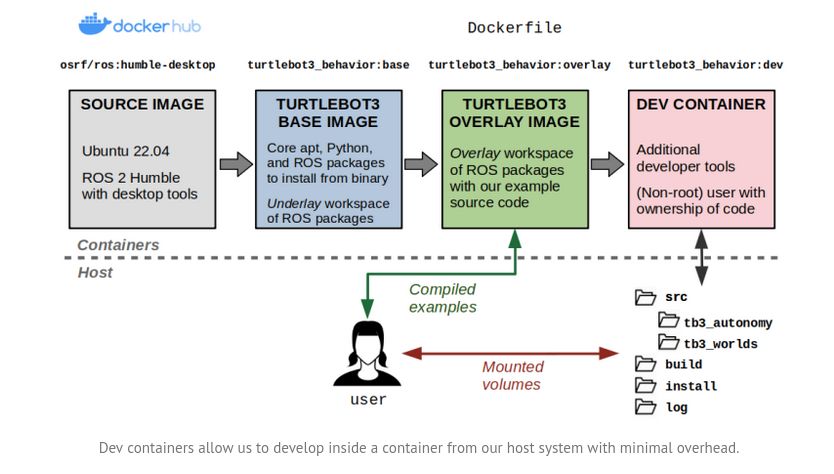 dockerhub
Dockerfile
osrf/ros:humble-desktop
turtlebot3_behavior:base
turtlebot3_behavior:overlay
turtlebot3_behavior:dev
SOURCE IMAGE
Ubuntu 22.04
ROS 2 Humble
with desktop tools
TURTLEBOT3
BASE IMAGE
Core apt, Python,
and ROS packages
to install from binary
Underlay workspace
of ROS packages
TURTLEBOT3
OVERLAY IMAGE
Overlay workspace
of ROS packages
with our example
source code
DEV CONTAINER
Additional
developer tools
(Non-root) user with
ownership of code
Containers
Host
Compiled
examples
user
Mounted
volumes
src
tb3_autonomy
tb3_worlds
build
install
log
Dev containers allow us to develop inside a container from our host system with minimal overhead.